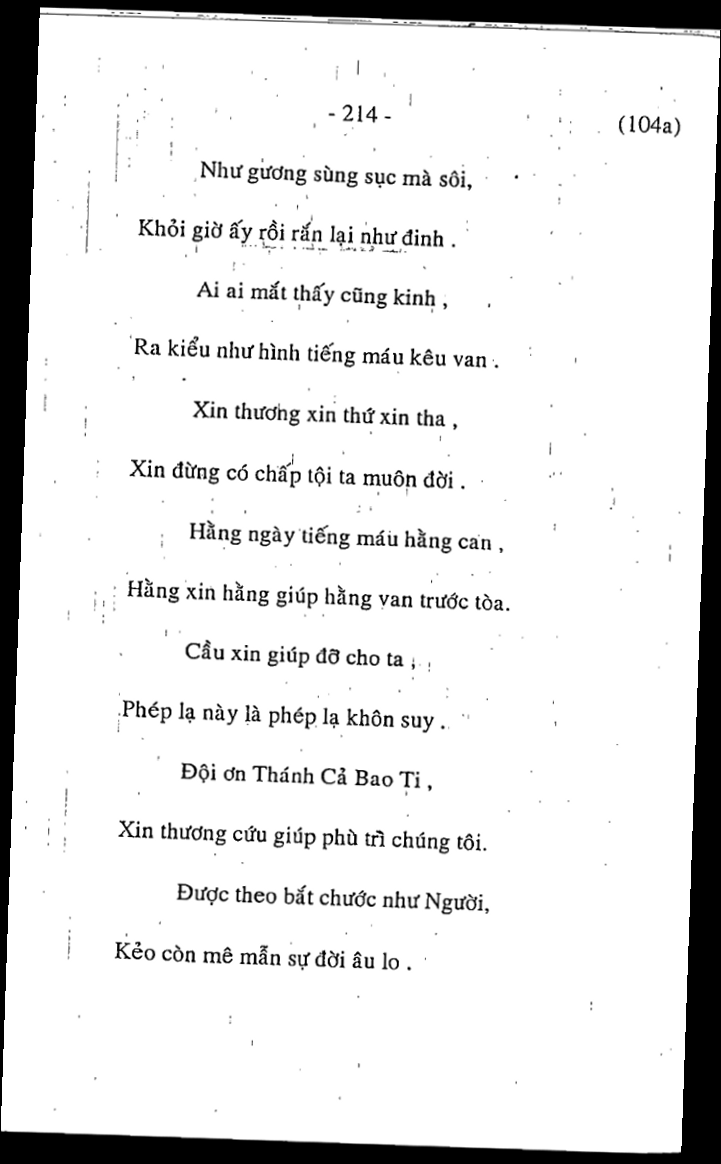 - 214 -
(104a)
Như gương sùng sục mà sôi,
Khỏi giờ ấy rồi rắn lại như đinh .
Ai ai mắt thấy cũng kinh ,
Ra kiểu như hình tiếng máu kêu van .
Xin thương xin thứ xin tha ,
Xin đừng có chấp tội ta muôn đời .
Hằng ngày tiếng máu hằng can ,
Hằng xin hằng giúp hằng van trước tòa.
Cầu xin giúp đỡ cho ta ,
Phép lạ này là phép lạ khôn suy .
Đội ơn Thánh Cả Bao Ti ,
Xin thương cứu giúp phù trì chúng tôi.
Được theo bắt chước như Người,
Kẻo còn mê mẫn sự đời âu lo .